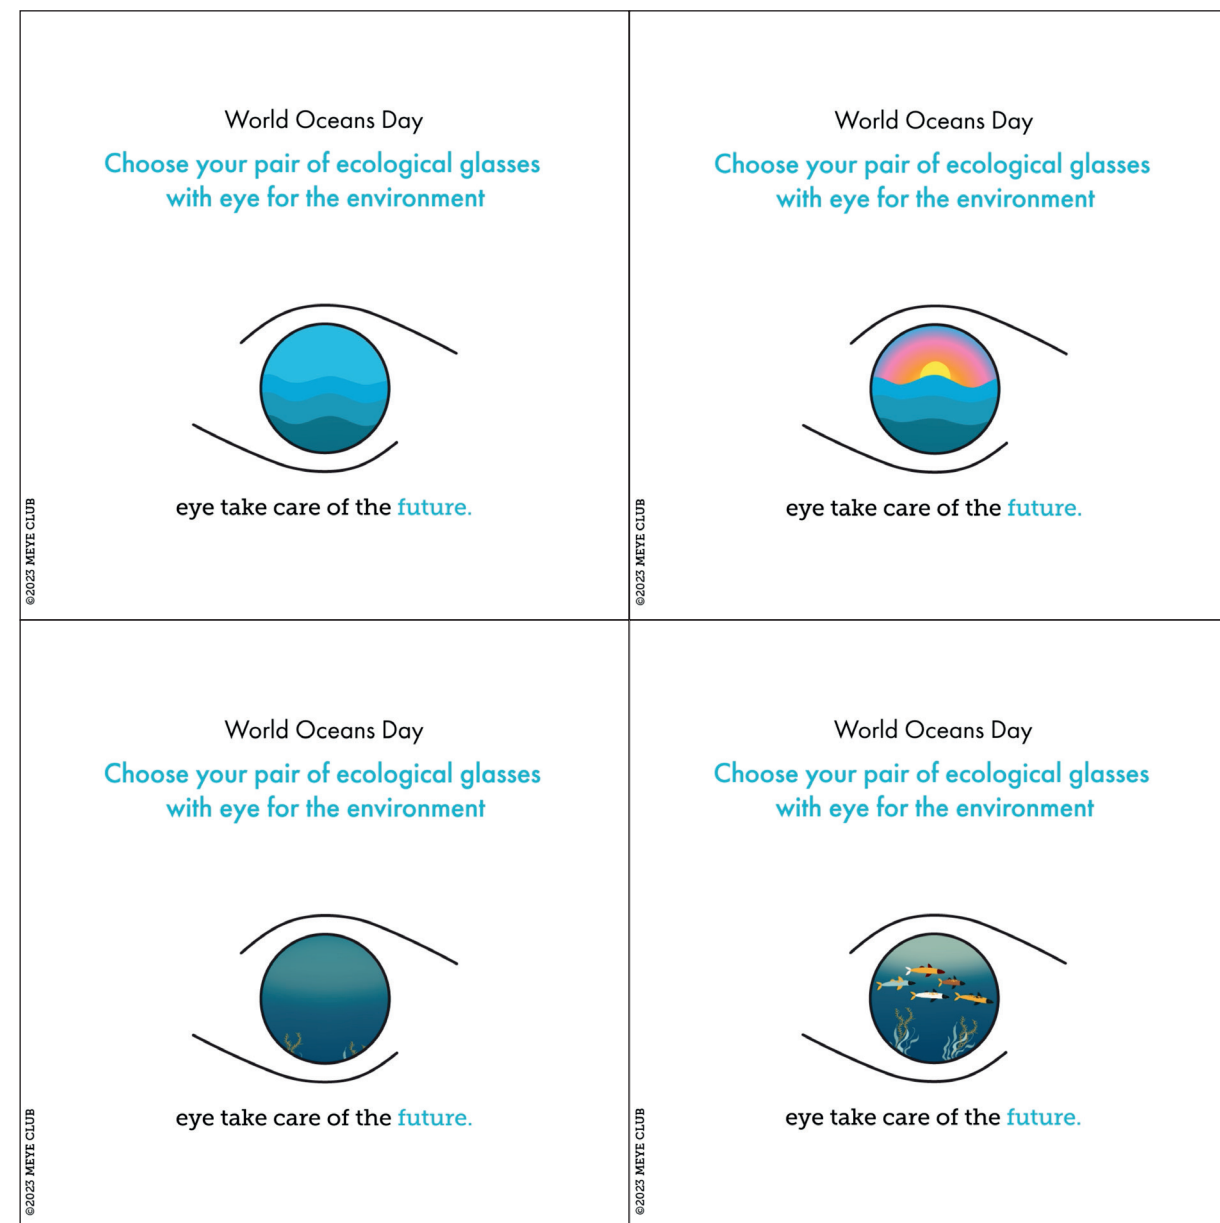 World Oceans Day
Choose your pair of ecological glasses
with eye for the environment
eye take care of the future.
©2023 MEYE CLUB
World Oceans Day
Choose your pair of ecological glasses
with eye for the environment
eye take care of the future.
©2023 MEYE CLUB
World Oceans Day
Choose your pair of ecological glasses
with eye for the environment
eye take care of the future.
©2023 MEYE CLUB
World Oceans Day
Choose your pair of ecological glasses
with eye for the environment
eye take care of the future.
©2023 MEYE CLUB